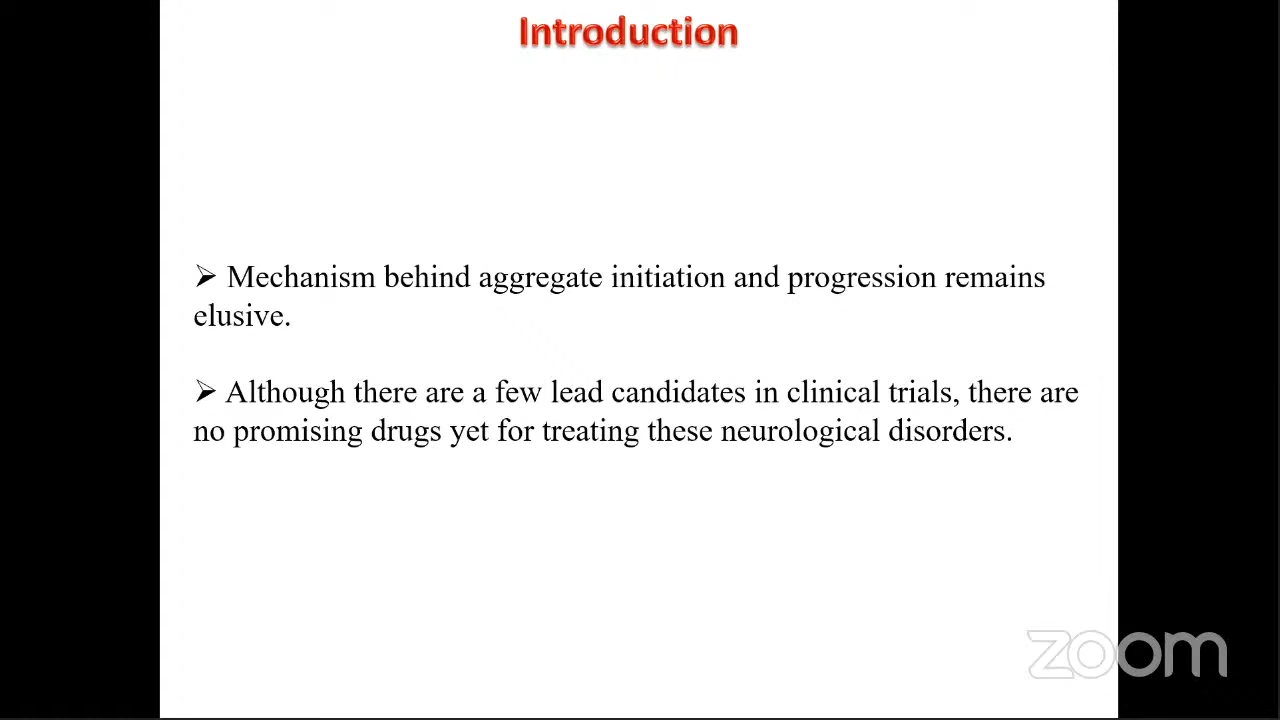 Introduction
➢ Mechanism behind aggregate initiation and progression remains
elusive.
➢ Although there are a few lead candidates in clinical trials, there are
no promising drugs yet for treating these neurological disorders.
zoom